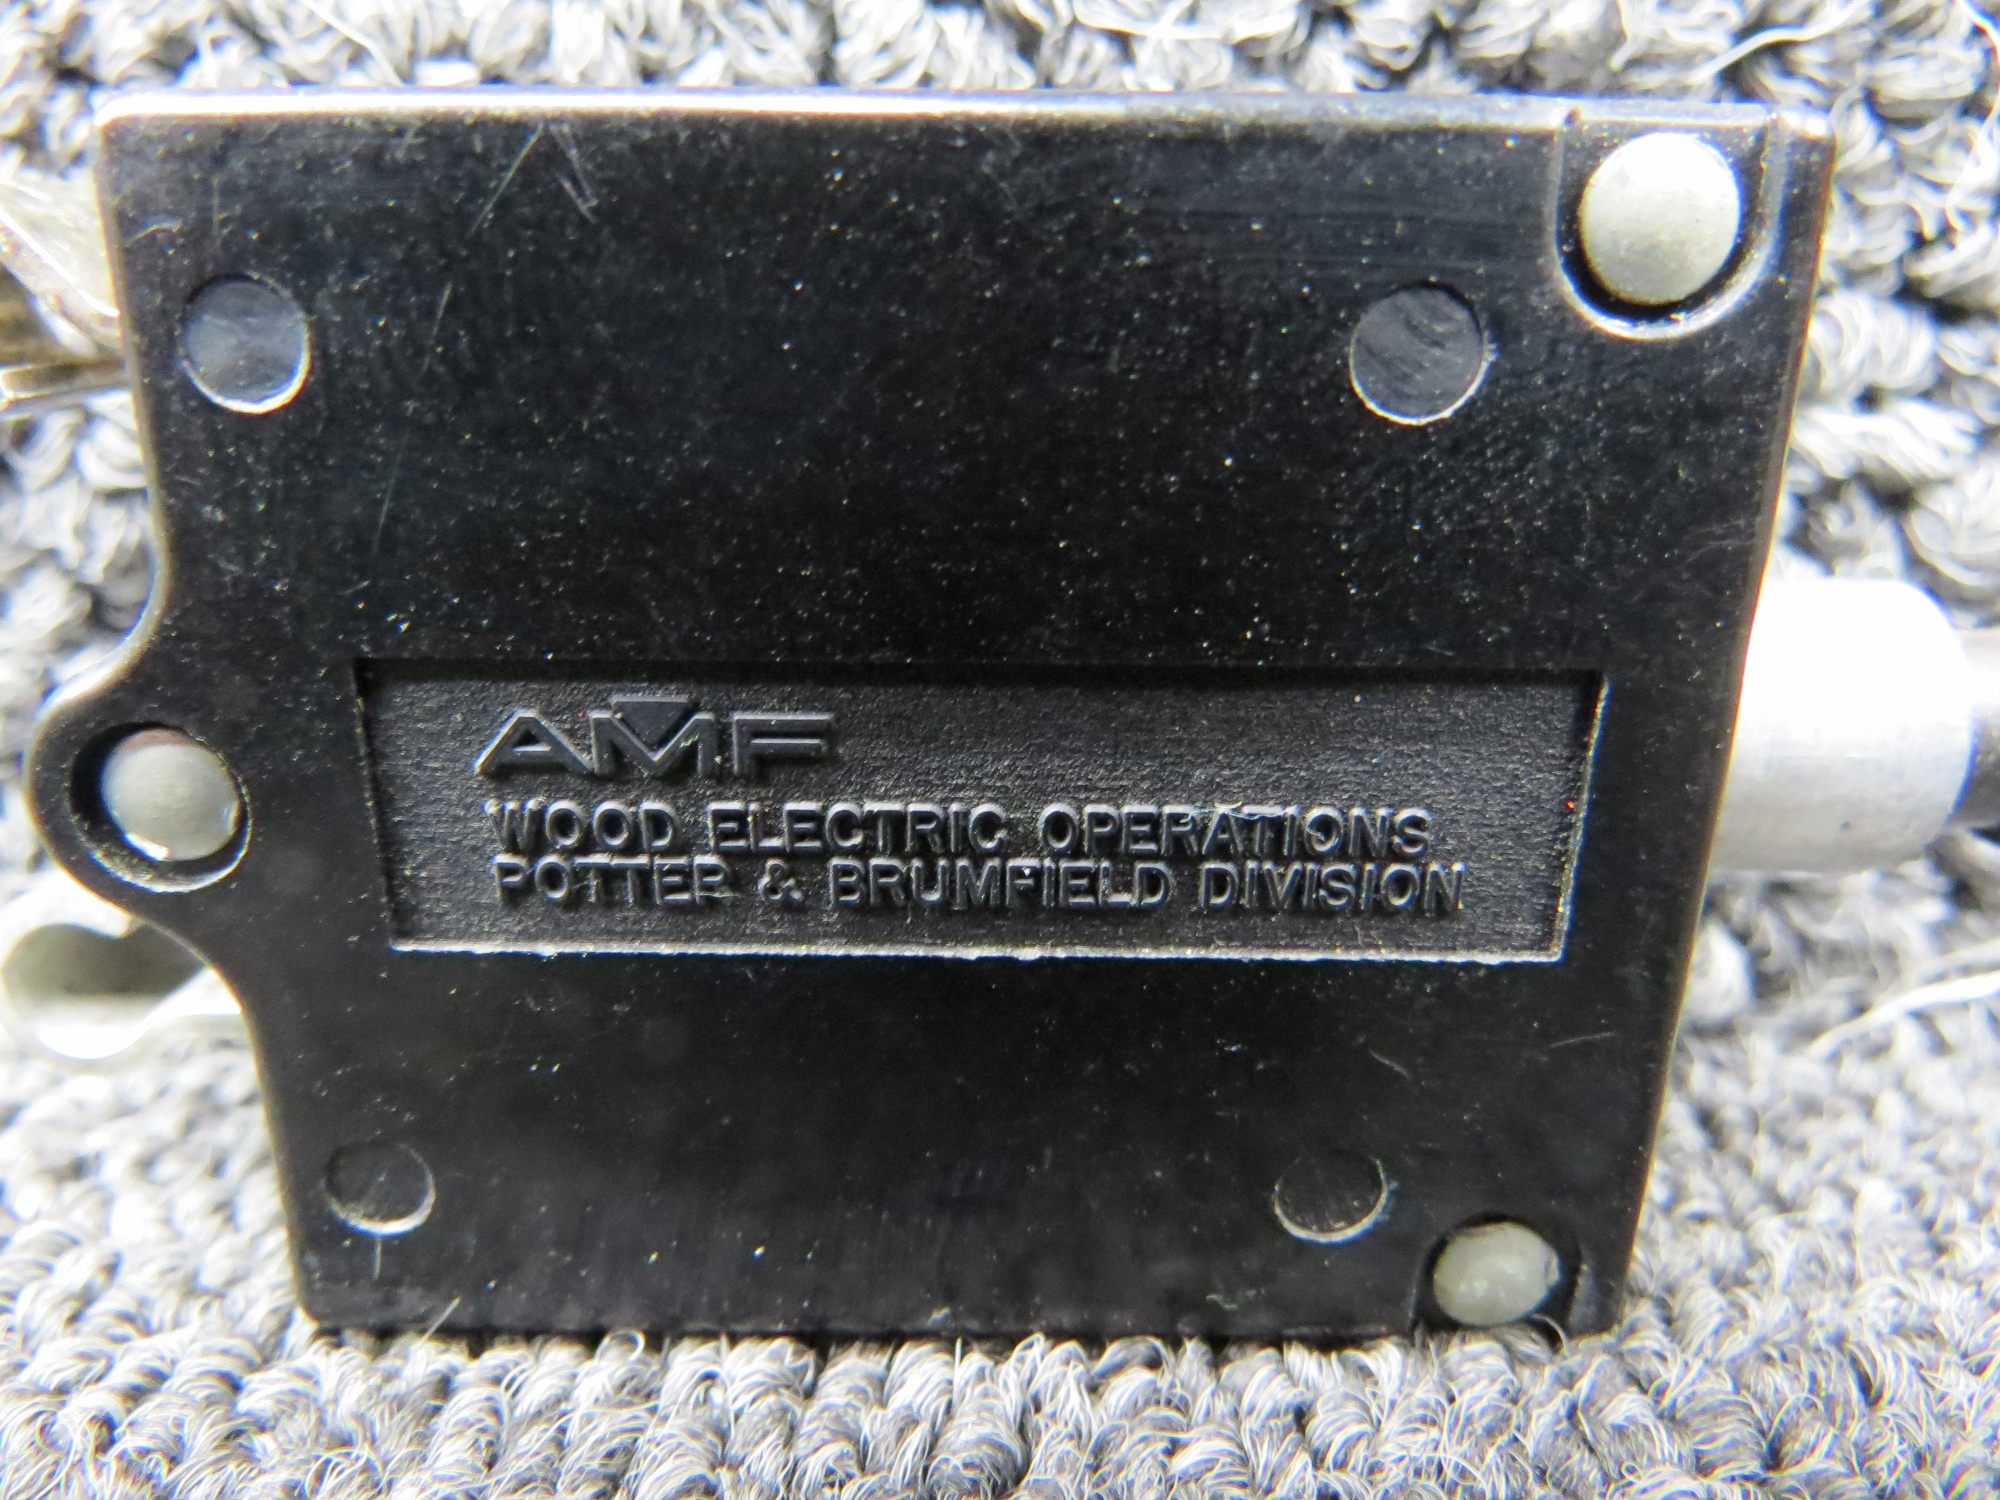 AMF
WOOD ELECTRIC OPERATIONS
POTTER & BRUMFIELD DIVISION